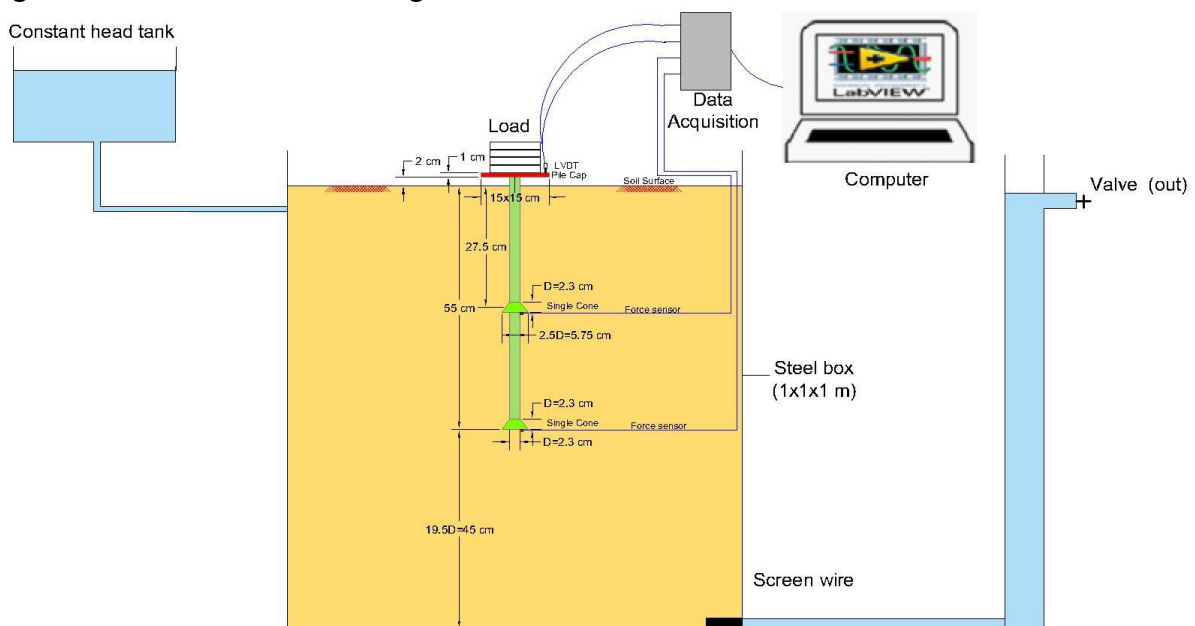 Constant head tank
Load
Data
Acquisition
LabVIEW
Computer
2 cm
1 cm
LVDT
Pile Cap
Soil Surface
15x15 cm
Valve (out)
27.5 cm
55 cm
D=2.3 cm
Single Cone
Force sensor
2.5D=5.75 cm
Steel box
(1x1x1 m)
D=2.3 cm
Single Cone
Force sensor
D=2.3 cm
19.5D=45 cm
Screen wire